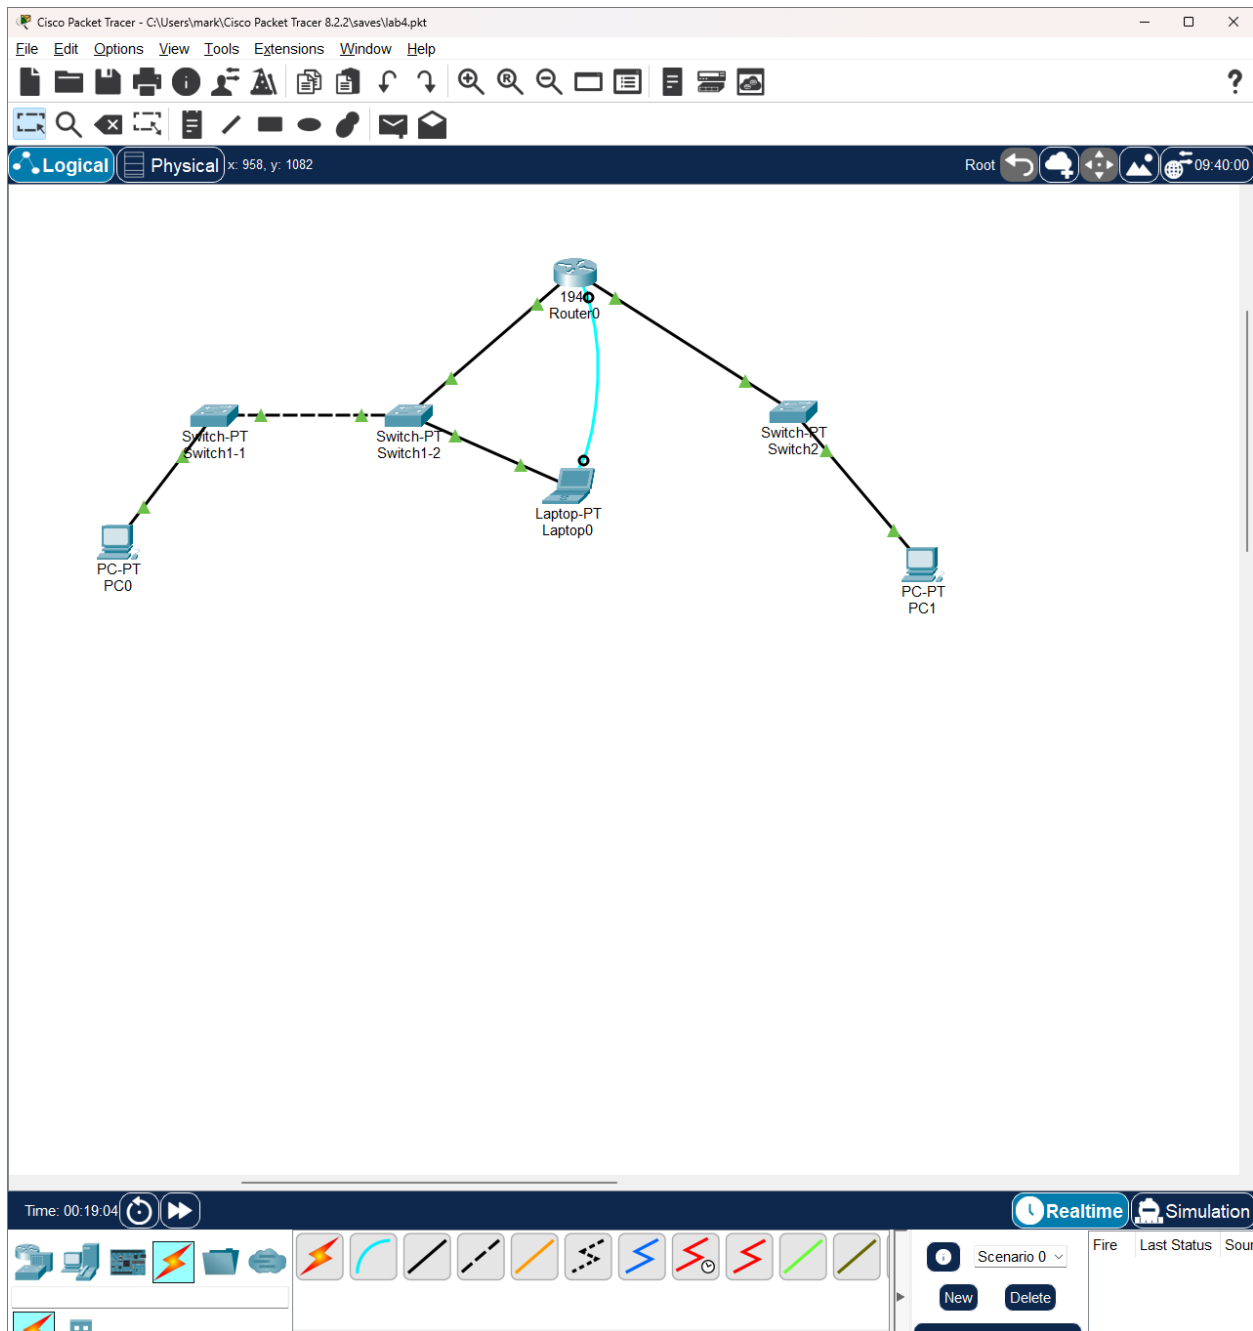 Cisco Packet Tracer - C:\Users\mark\Cisco Packet Tracer 8.2.2\saves\lab4.pkt
File Edit Options View Tools Extensions Window Help
Logical Physical x: 958, y: 1082 Root 09:40:00
194
Router0
Switch-PT
Switch1-1
Switch-PT
Switch1-2
Switch-PT
Switch2
Laptop-PT
Laptop0
PC-PT
PC0
PC-PT
PC1
Time: 00:19:04 Realtime Simulation
Scenario 0 Fire Last Status Sour
New Delete